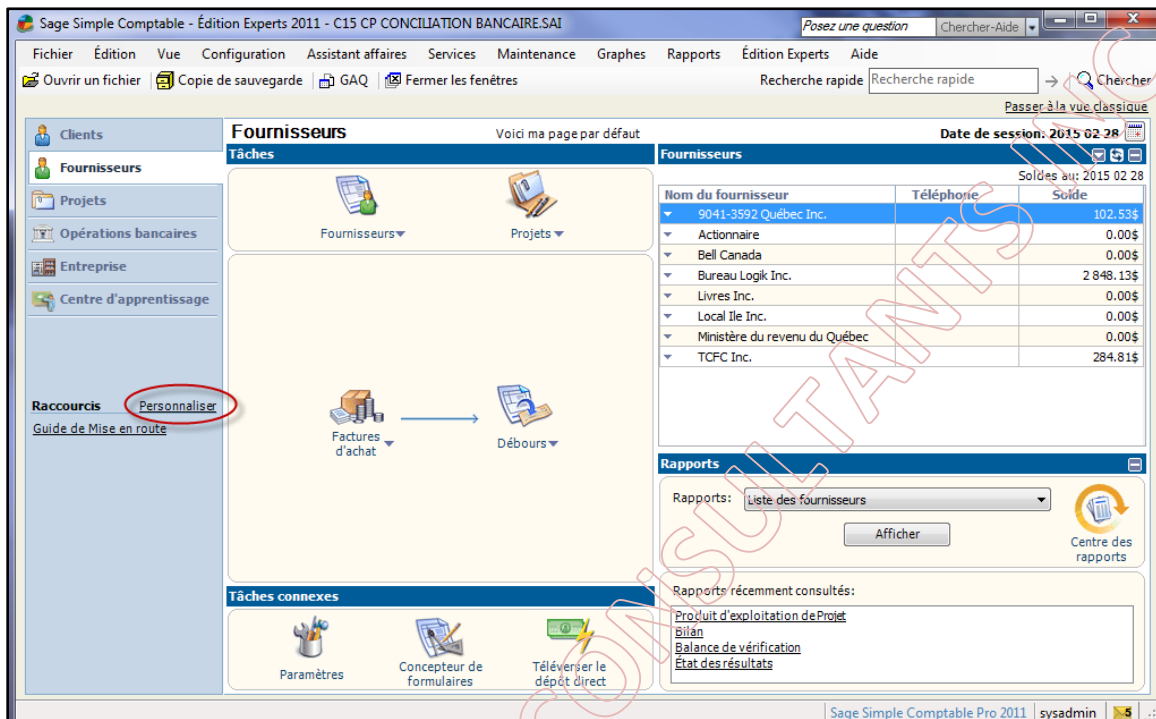 Sage Simple Comptable - Édition Experts 2011 - C15 CP CONCILIATION BANCAIRE.SAI
Posez une question Chercher-Aide
Fichier Édition Vue Configuration Assistant affaires Services Maintenance Graphes Rapports Édition Experts Aide
Ouvrir un fichier Copie de sauvegarde GAQ Fermer les fenêtres Recherche rapide Recherche rapide Chercher
Passer à la vue classique
Clients
Fournisseurs
Projets
Opérations bancaires
Entreprise
Centre d'apprentissage
Raccourcis Personnaliser
Guide de Mise en route
Fournisseurs Voici ma page par défaut Date de session: 2015 02 28
Tâches
Fournisseurs Projets
Factures d'achat
Débours
Tâches connexes
Paramètres
Concepteur de formulaires
Téléverser le dépôt direct
Fournisseurs
Soldes au: 2015 02 28
Nom du fournisseur Téléphone Solde
9041-3592 Québec Inc. 102.53$
Actionnaire 0.00$
Bell Canada 0.00$
Bureau Logik Inc. 2 848.13$
Livres Inc. 0.00$
Local Ile Inc. 0.00$
Ministère du revenu du Québec 0.00$
TCFC Inc. 284.81$
Rapports
Rapports: Liste des fournisseurs
Afficher
Centre des rapports
Rapports récemment consultés:
Produit d'exploitation de Projet
Bilan
Balance de vérification
État des résultats
Sage Simple Comptable Pro 2011 sysadmin 5
CONSULTANTS INC